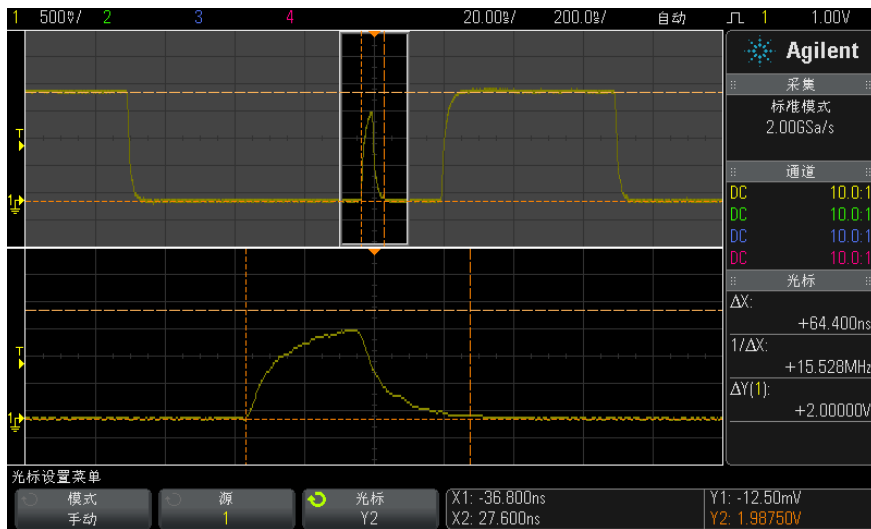 1 500mV/ 2 3 4 20.00ns/ 200.0ns/ 自动 1 1.00V
Agilent
采集
标准模式
2.00GSa/s
通道
DC 10.0:1
DC 10.0:1
DC 10.0:1
DC 10.0:1
光标
ΔX:
+64.400ns
1/ΔX:
+15.528MHz
ΔY(1):
+2.00000V
T
1
T
1
光标设置菜单
模式
手动
源
1
光标
Y2
X1: -36.800ns
X2: 27.600ns
Y1: -12.50mV
Y2: 1.98750V